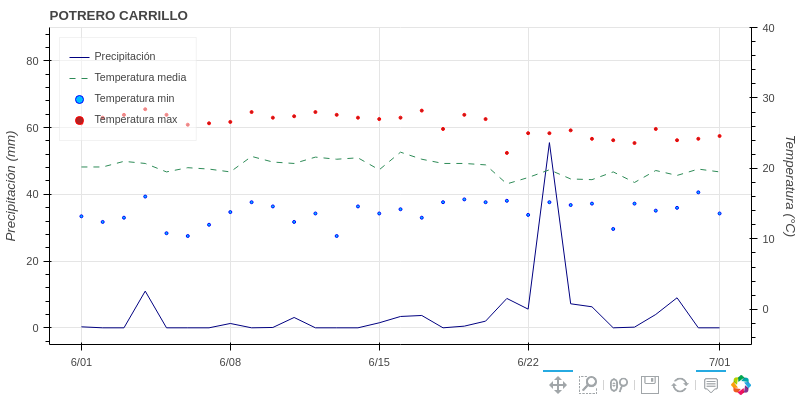 POTRERO CARRILLO
Precipitación
Temperatura media
Temperatura min
Temperatura max
Precipitación (mm)
80
60
40
20
0
Temperatura (°C)
40
30
20
10
0
6/01
6/08
6/15
6/22
7/01